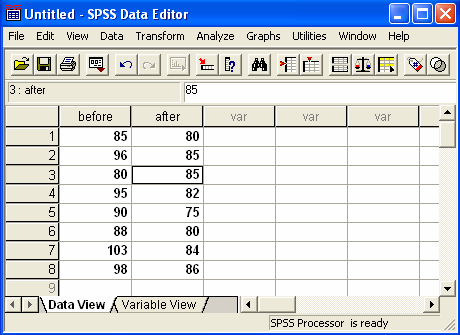 Untitled - SPSS Data Editor
File Edit View Data Transform Analyze Graphs Utilities Window Help
3 : after 85
before after var var var
1 85 80
2 96 85
3 80 85
4 95 82
5 90 75
6 88 80
7 103 84
8 98 86
9
Data View Variable View
SPSS Processor is ready